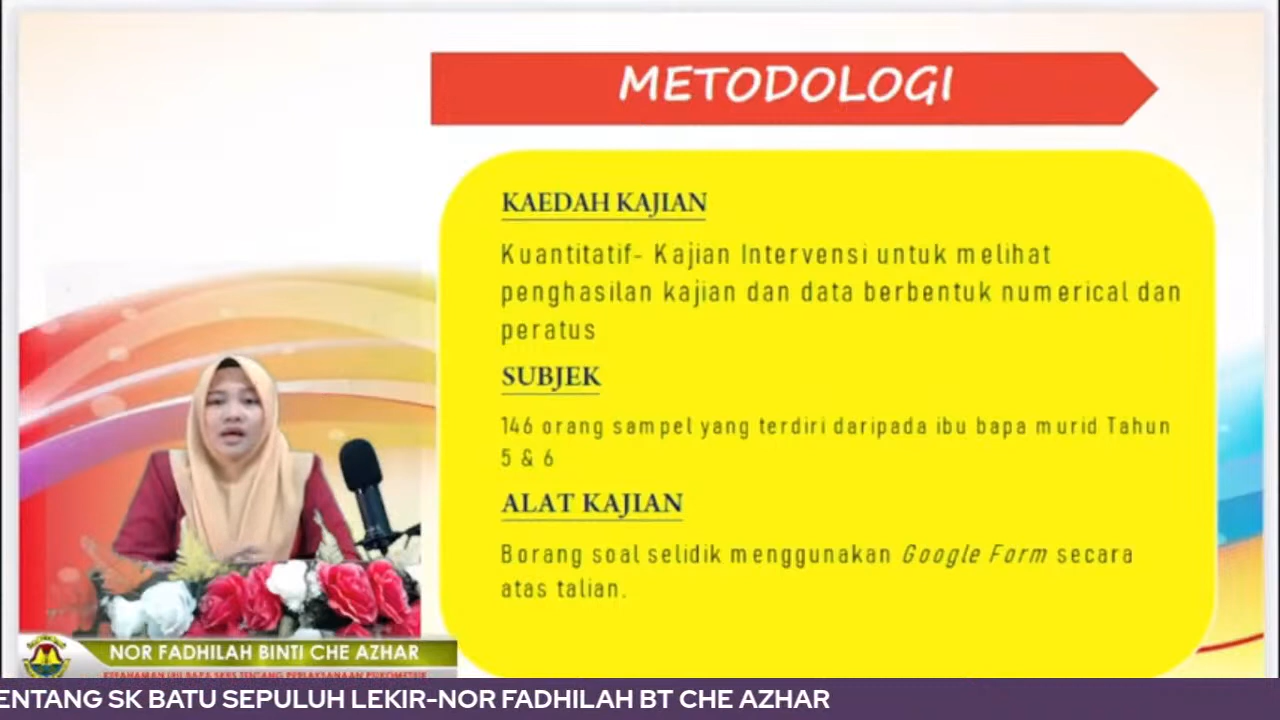 METODOLOGI
KAEDAH KAJIAN
Kuantitatif- Kajian Intervensi untuk melihat
penghasilan kajian dan data berbentuk numerical dan
peratus
SUBJEK
146 orang sampel yang terdiri daripada ibu bapa murid Tahun
5 & 6
ALAT KAJIAN
Borang soal selidik menggunakan Google Form secara
atas talian.
NOR FADHILAH BINTI CHE AZHAR
ENTANG SK BATU SEPULUH LEKIR-NOR FADHILAH BT CHE AZHAR